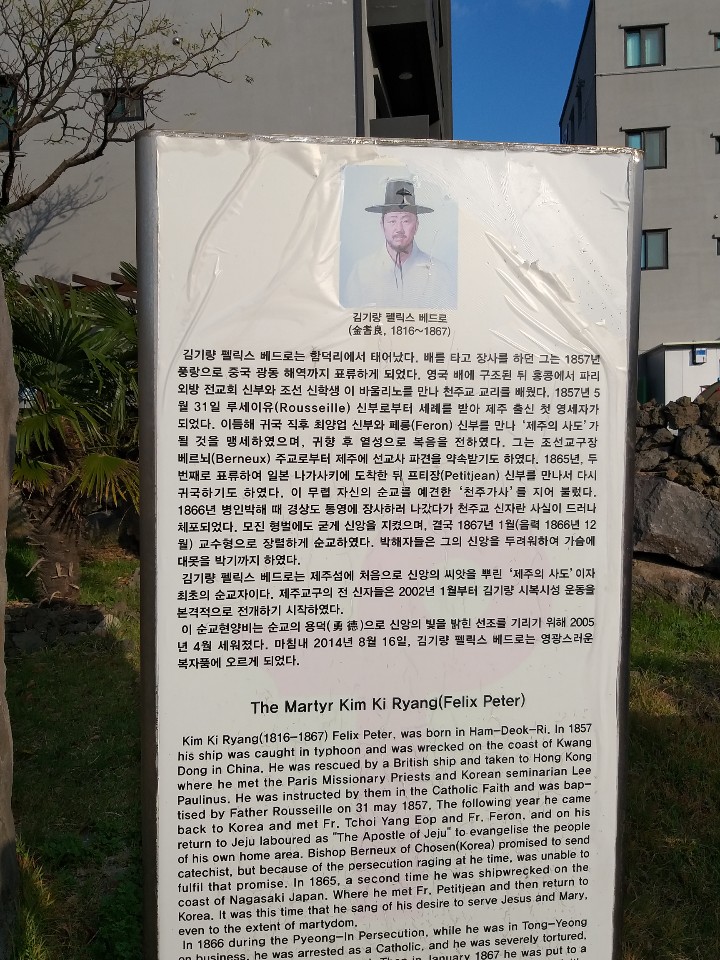 김기량 펠릭스 베드로
(金耆良, 1816~1867)
김기량 펠릭스 베드로는 함덕리에서 태어났다. 배를 타고 장사를 하던 그는 1857년
풍랑으로 중국 광동 해역까지 표류하게 되었다. 영국 배에 구조된 뒤 홍콩에서 파리
외방 전교회 신부와 조선 신학생 이 바울리노를 만나 천주교 교리를 배웠다. 1857년 5
월 31일 루세이유(Rousseille) 신부로부터 세례를 받아 제주 출신 첫 영세자가
되었다. 이듬해 귀국 직후 최양업 신부와 페롱(Feron) 신부를 만나 '제주의 사도'가
될 것을 맹세하였으며, 귀향 후 열성으로 복음을 전하였다. 그는 조선교구장
베르뇌(Berneux) 주교로부터 제주에 선교사 파견을 약속받기도 하였다. 1865년, 두
번째로 표류하여 일본 나가사키에 도착한 뒤 프티장(Petitjean) 신부를 만나서 다시
귀국하기도 하였다. 이 무렵 자신의 순교를 예견한 '천주가사'를 지어 불렀다.
1866년 병인박해 때 경상도 통영에 장사하러 나갔다가 천주교 신자란 사실이 드러나
체포되었다. 모진 형벌에도 굳게 신앙을 지켰으며, 결국 1867년 1월(음력 1866년 12
월) 교수형으로 장렬하게 순교하였다. 박해자들은 그의 신앙을 두려워하여 가슴에
대못을 박기까지 하였다.
김기량 펠릭스 베드로는 제주섬에 처음으로 신앙의 씨앗을 뿌린 '제주의 사도'이자
최초의 순교자이다. 제주교구의 전 신자들은 2002년 1월부터 김기량 시복시성 운동을
본격적으로 전개하기 시작하였다.
이 순교현양비는 순교의 용덕(勇德)으로 신앙의 빛을 밝힌 선조를 기리기 위해 2005
년 4월 세워졌다. 마침내 2014년 8월 16일, 김기량 펠릭스 베드로는 영광스러운
복자품에 오르게 되었다.
The Martyr Kim Ki Ryang(Felix Peter)
Kim Ki Ryang(1816-1867) Felix Peter, was born in Ham-Deok-Ri. In 1857
his ship was caught in typhoon and was wrecked on the coast of Kwang
Dong in China. He was rescued by a British ship and taken to Hong Kong
where he met the Paris Missionary Priests and Korean seminarian Lee
Paulinus. He was instructed by them in the Catholic Faith and was bap-
tised by Father Rousseille on 31 may 1857. The following year he came
back to Korea and met Fr. Tchoi Yang Eop and Fr. Feron, and on his
return to Jeju laboured as "The Apostle of Jeju" to evangelise the people
of his own home area. Bishop Berneux of Chosen(Korea) promised to send
catechist, but because of the persecution raging at he time, was unable to
fulfil that promise. In 1865, a second time he was shipwrecked on the
coast of Nagasaki Japan. Where he met Fr. Petitjean and then return to
Korea. It was this time that he sang of his desire to serve Jesus and Mary,
even to the extent of martyrdom.
In 1866 during the Pyeong-In Persecution, while he was in Tong-Yeong
on business, he was arrested as a Catholic, and he was severely tortured,
Then in January 1867 he was put to a